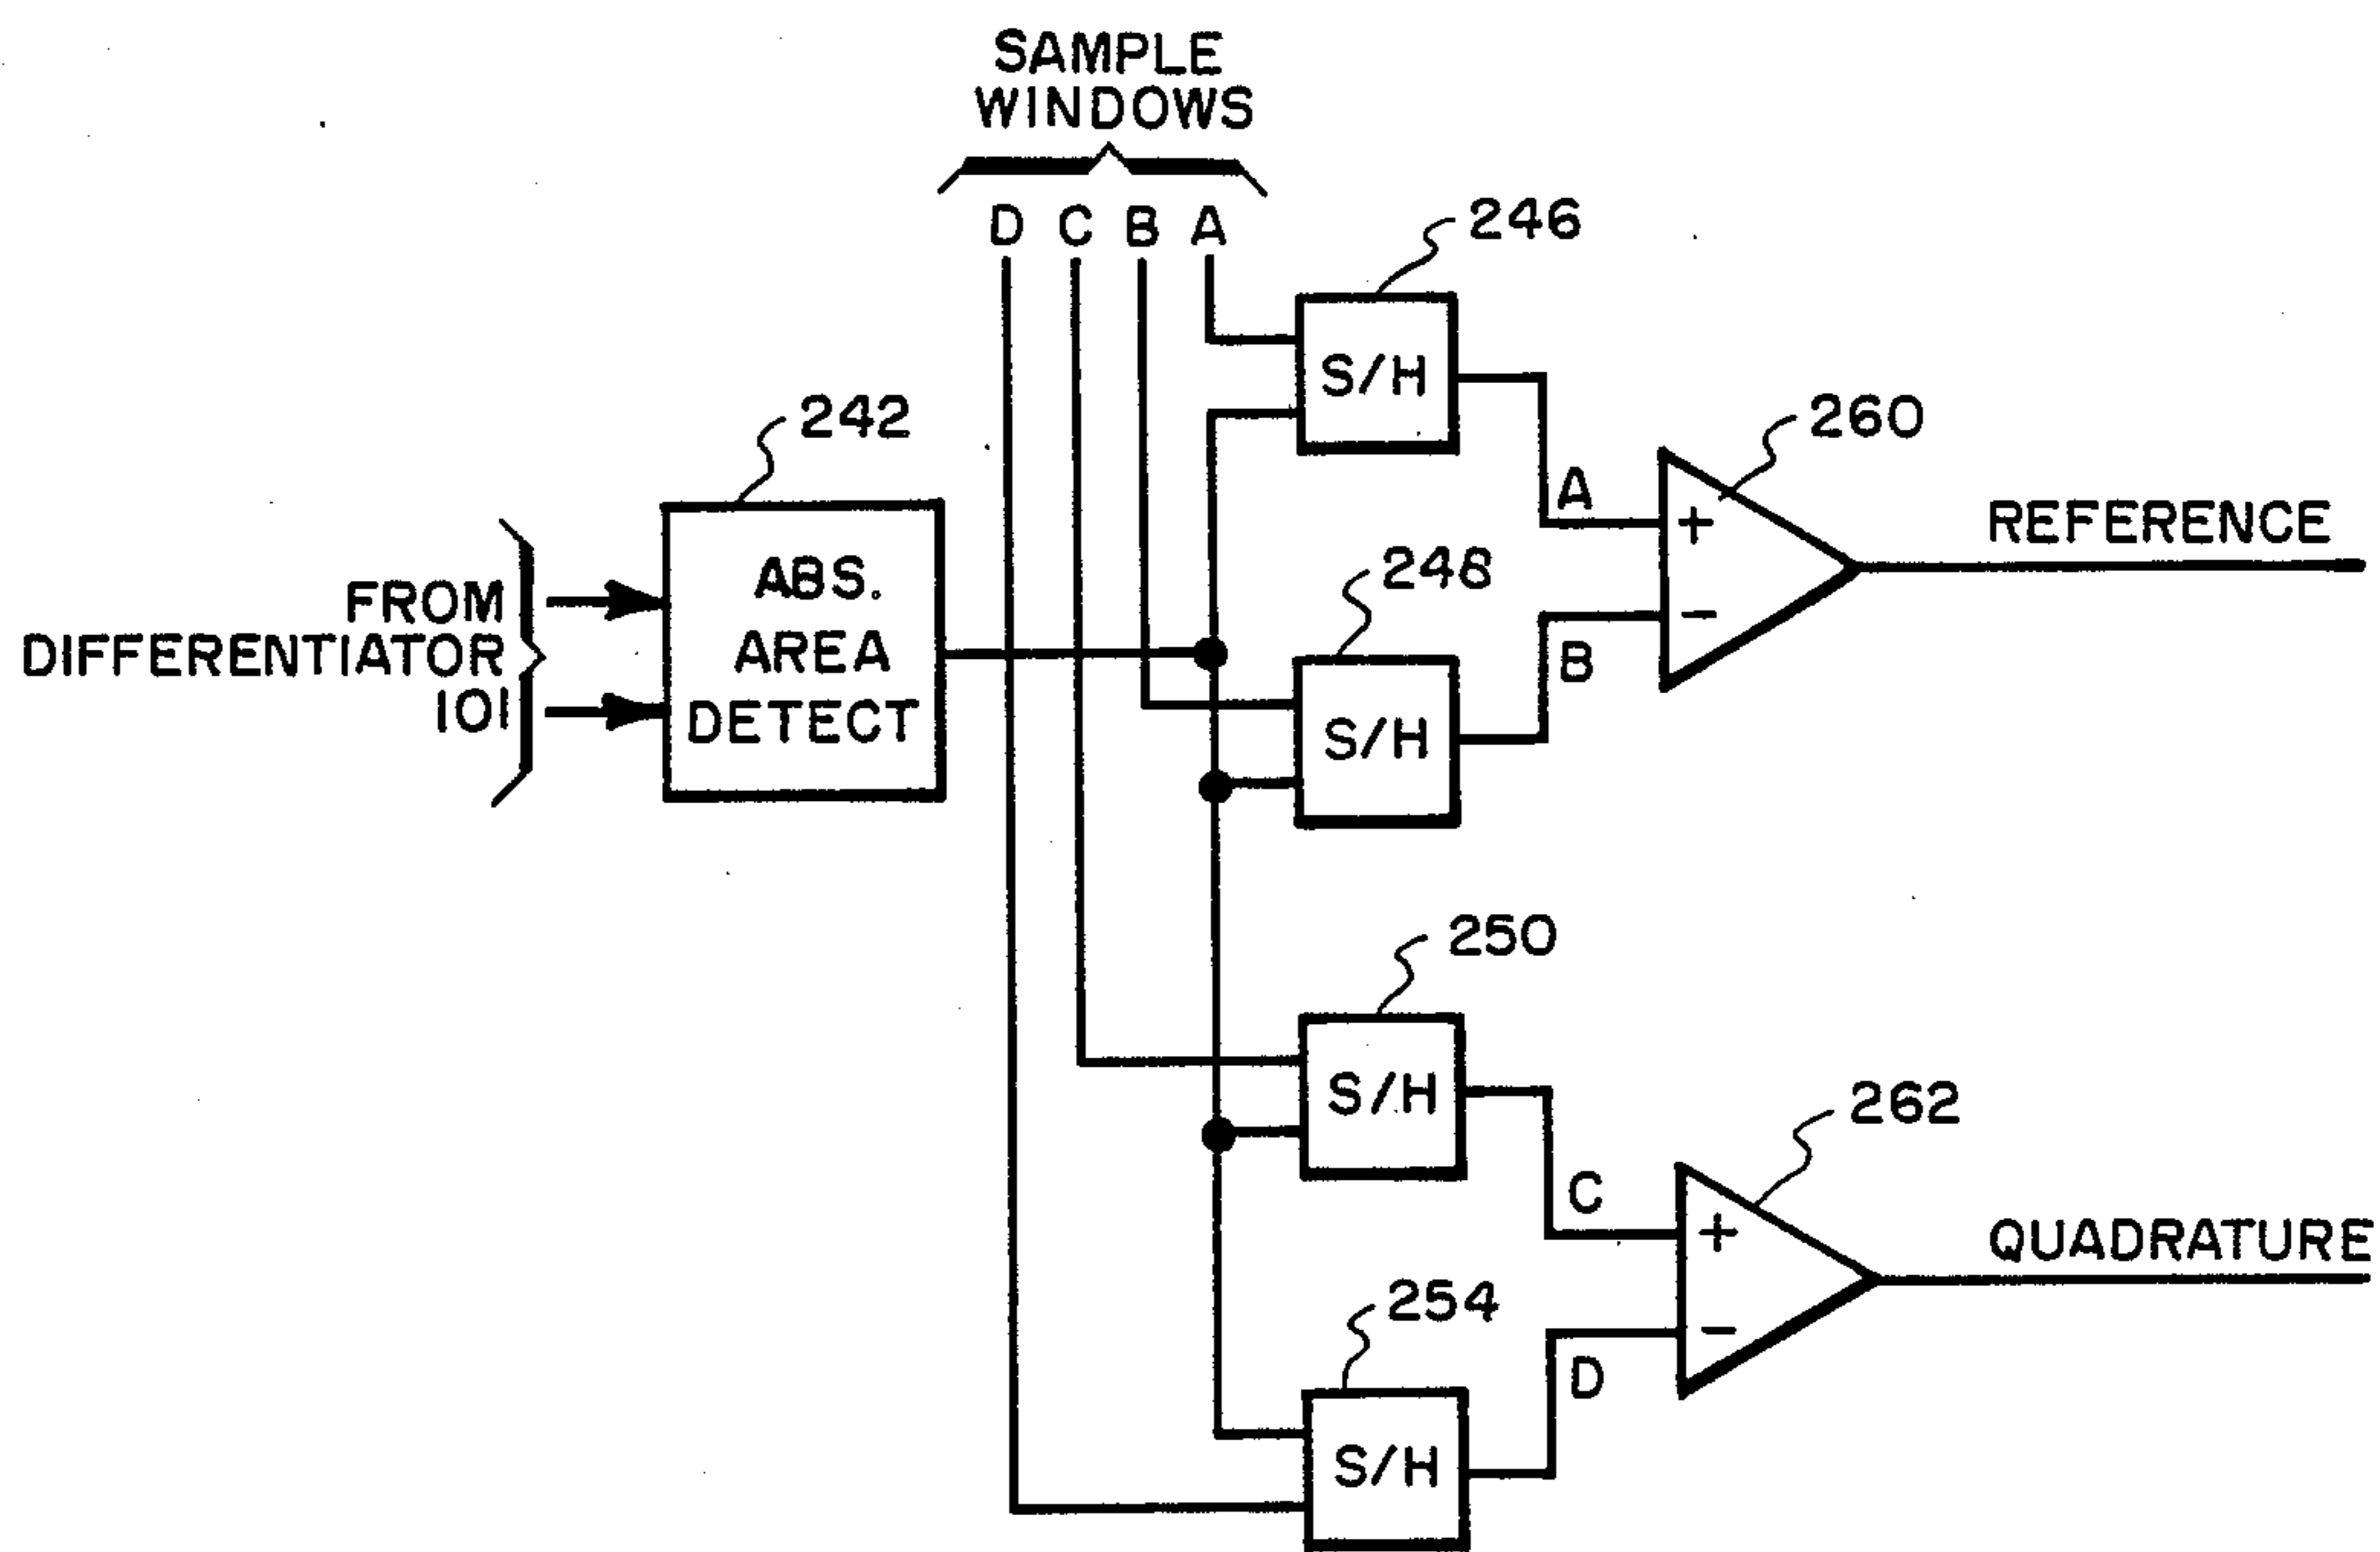 SAMPLE
WINDOWS
D C B A
246
S/H
242
260
A
+
REFERENCE
FROM
DIFFERENTIATOR
101
ABS.
AREA
DETECT
248
−
B
S/H
250
S/H
262
C
+
QUADRATURE
254
−
D
S/H